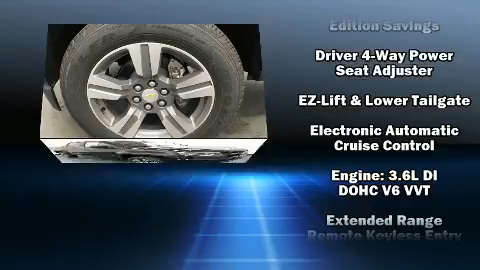 Edition Savings
Driver 4-Way Power
Seat Adjuster
EZ-Lift & Lower Tailgate
Electronic Automatic
Cruise Control
Engine: 3.6L DI
DOHC V6 VVT
Extended Range
Remote Keyless Entry